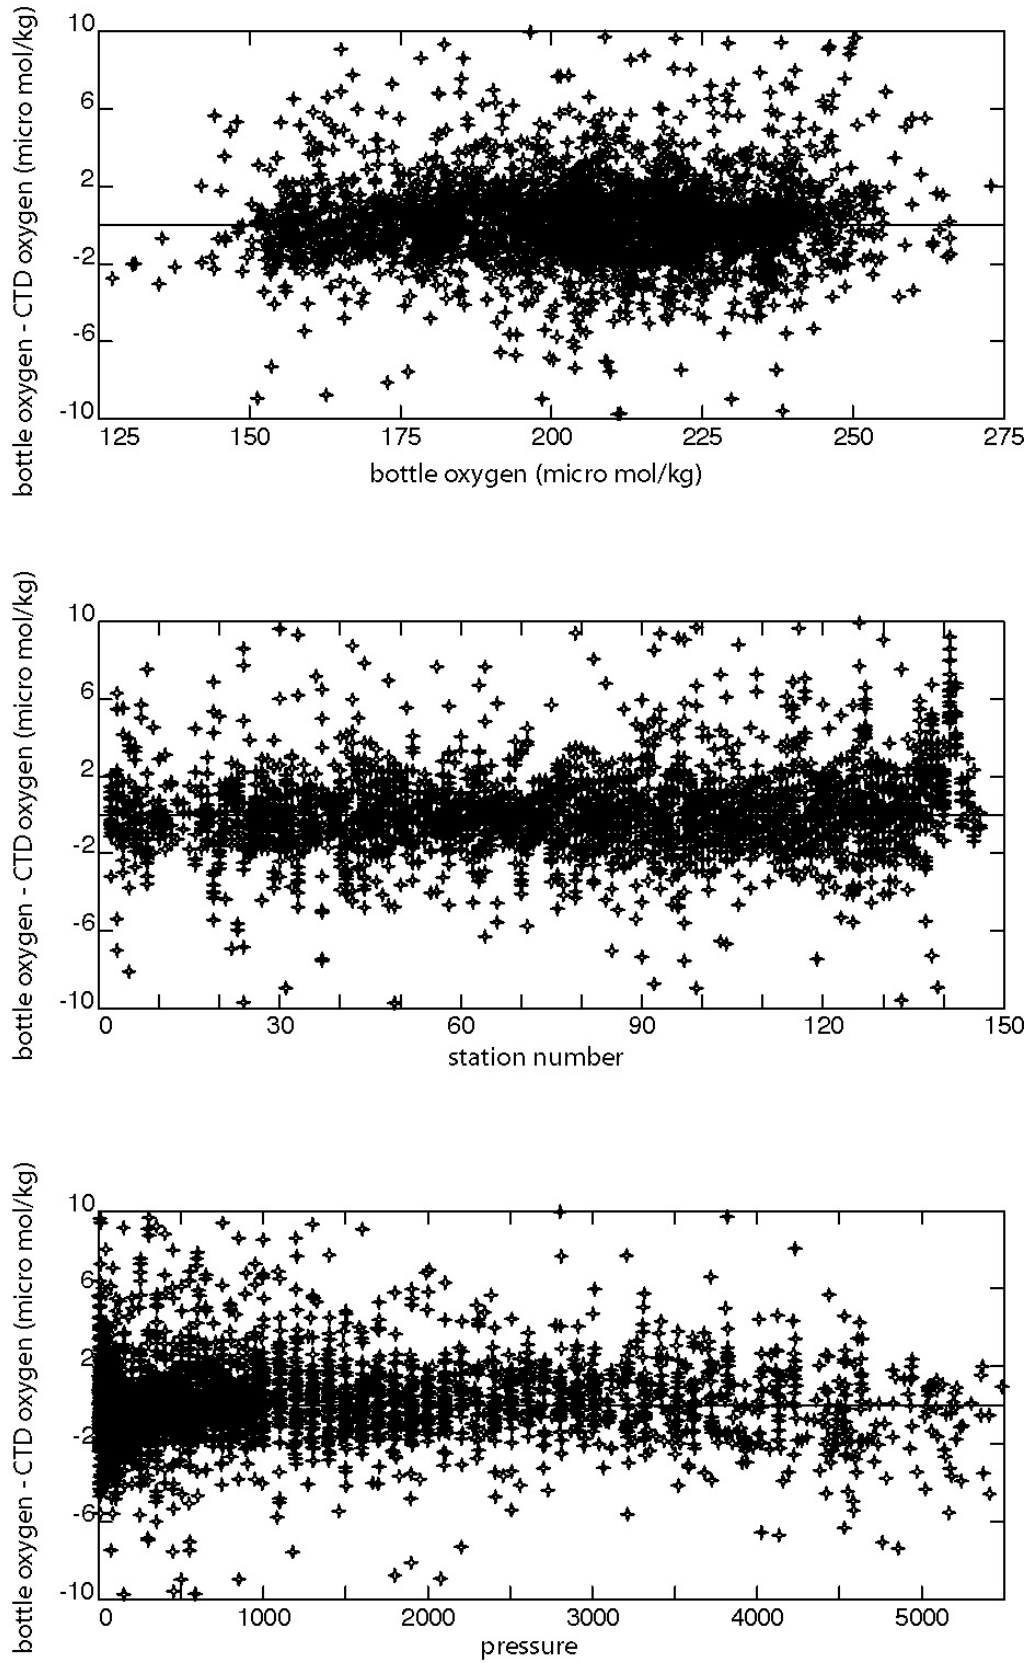 bottle oxygen - CTD oxygen (micro mol/kg)
10
6
2
-2
-6
-10
125 150 175 200 225 250 275
bottle oxygen (micro mol/kg)
bottle oxygen - CTD oxygen (micro mol/kg)
10
6
2
-2
-6
-10
0 30 60 90 120 150
station number
bottle oxygen - CTD oxygen (micro mol/kg)
10
6
2
-2
-6
-10
0 1000 2000 3000 4000 5000
pressure